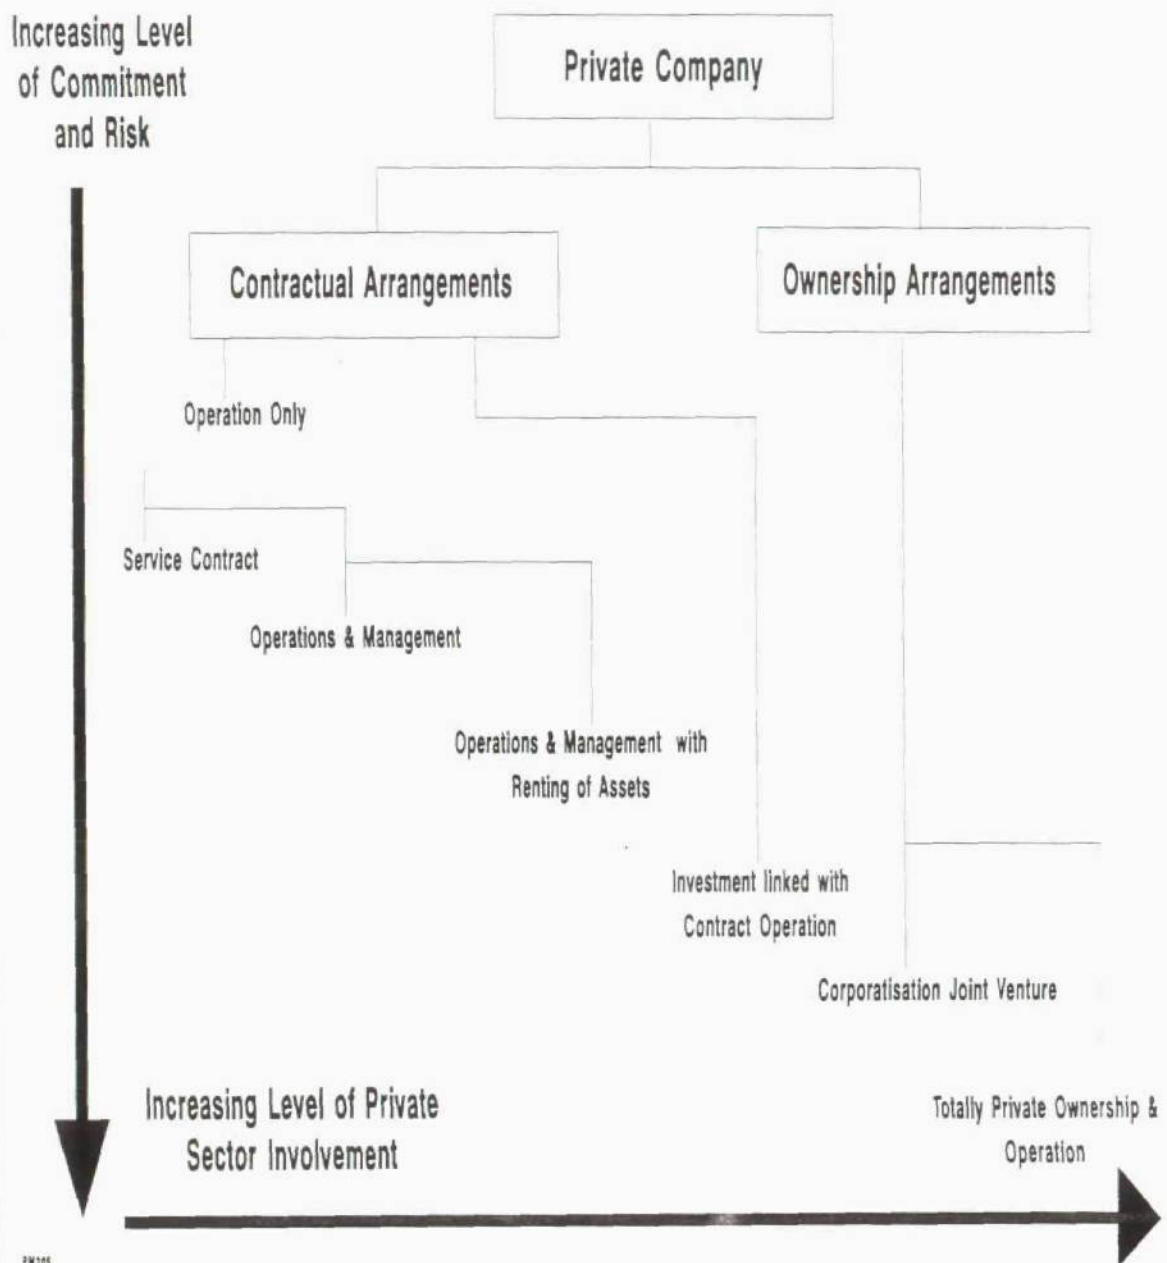 Increasing Level
of Commitment
and Risk
Private Company
Contractual Arrangements
Ownership Arrangements
Operation Only
Service Contract
Operations & Management
Operations & Management with
Renting of Assets
Investment linked with
Contract Operation
Corporatisation Joint Venture
Increasing Level of Private
Sector Involvement
Totally Private Ownership &
Operation